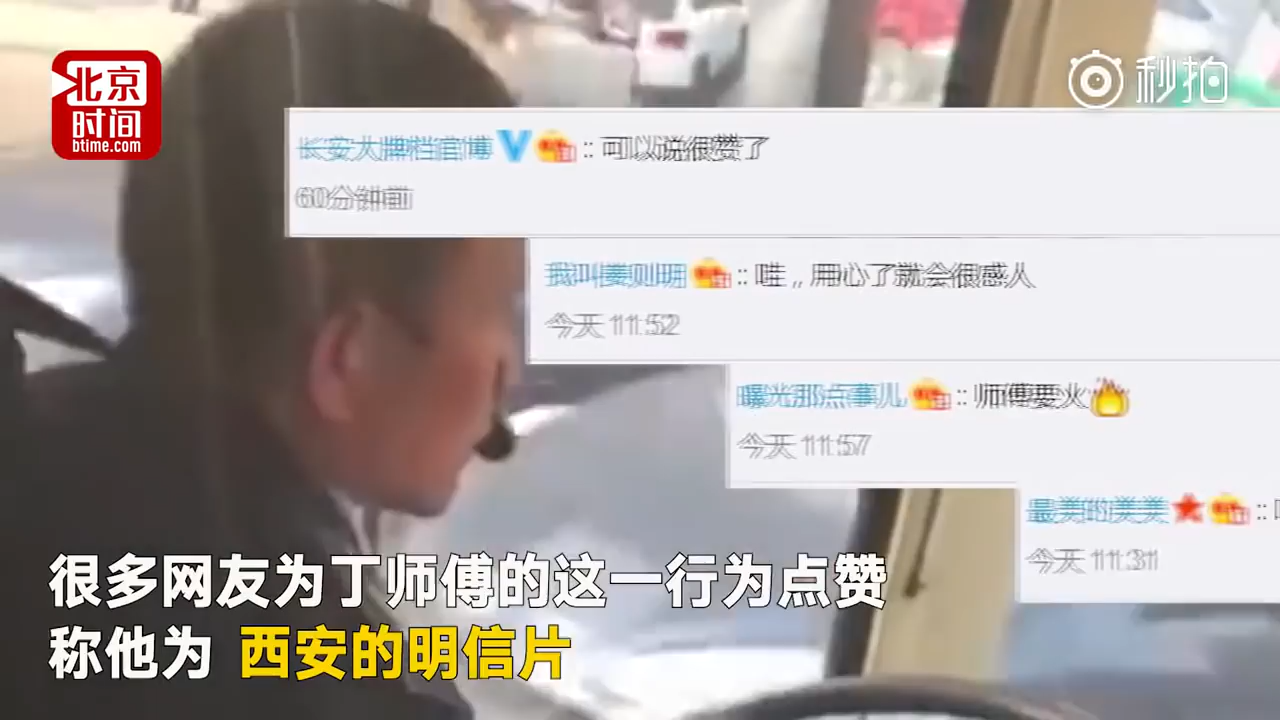 北京
时间
btime.com
秒拍
长安大牌档官博 : 可以说很赞了
60分钟前
我叫姜则明 : 哇,用心了就会很感人
今天 11:52
曝光那点事儿 : 师傅要火
今天 11:57
最美的美美 :
今天 11:31
很多网友为丁师傅的这一行为点赞
称他为 西安的明信片